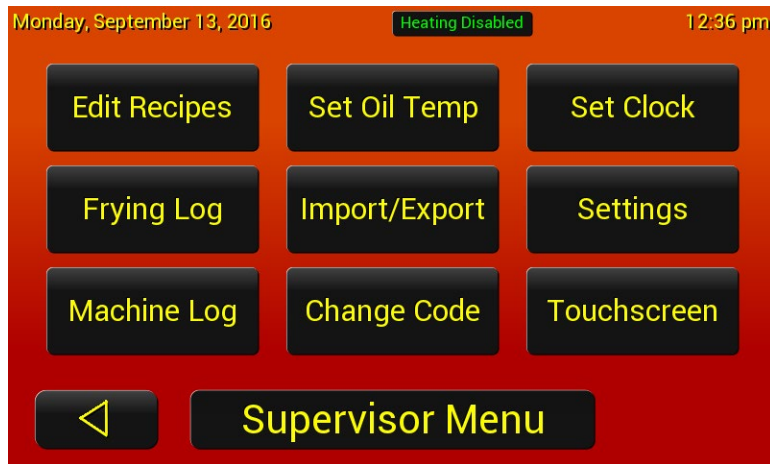 Monday, September 13, 2016 Heating Disabled 12:36 pm
Edit Recipes Set Oil Temp Set Clock
Frying Log Import/Export Settings
Machine Log Change Code Touchscreen
Supervisor Menu